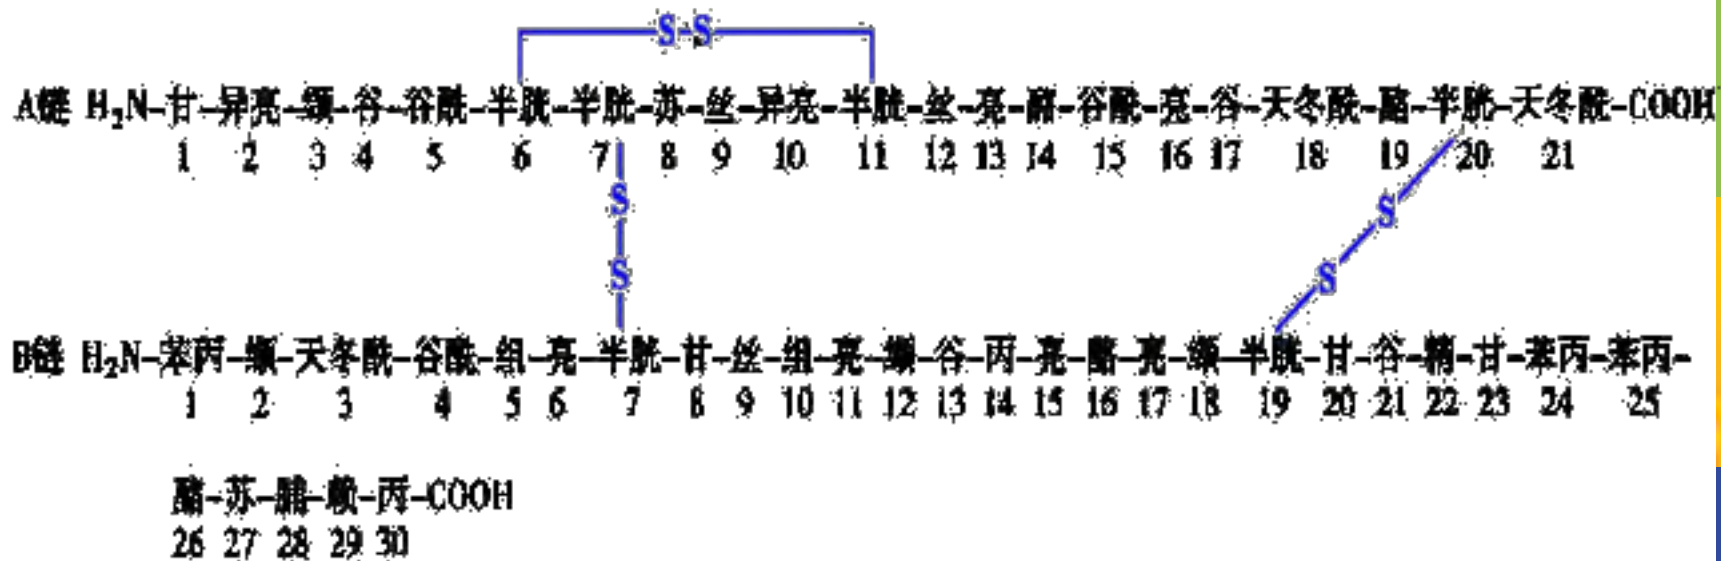 S-S
A链 H₂N-甘-异亮-缬-谷-谷酰-半胱-半胱-苏-丝-异亮-半胱-丝-亮-酪-谷酰-亮-谷-天冬酰-酪-半胱-天冬酰-COOH
1 2 3 4 5 6 7 8 9 10 11 12 13 14 15 16 17 18 19 20 21
S S
S S
B链 H₂N-苯丙-缬-天冬酰-谷酰-组-亮-半胱-甘-丝-组-亮-缬-谷-丙-亮-酪-亮-缬-半胱-甘-谷-精-甘-苯丙-苯丙-
1 2 3 4 5 6 7 8 9 10 11 12 13 14 15 16 17 18 19 20 21 22 23 24 25
酪-苏-脯-赖-丙-COOH
26 27 28 29 30